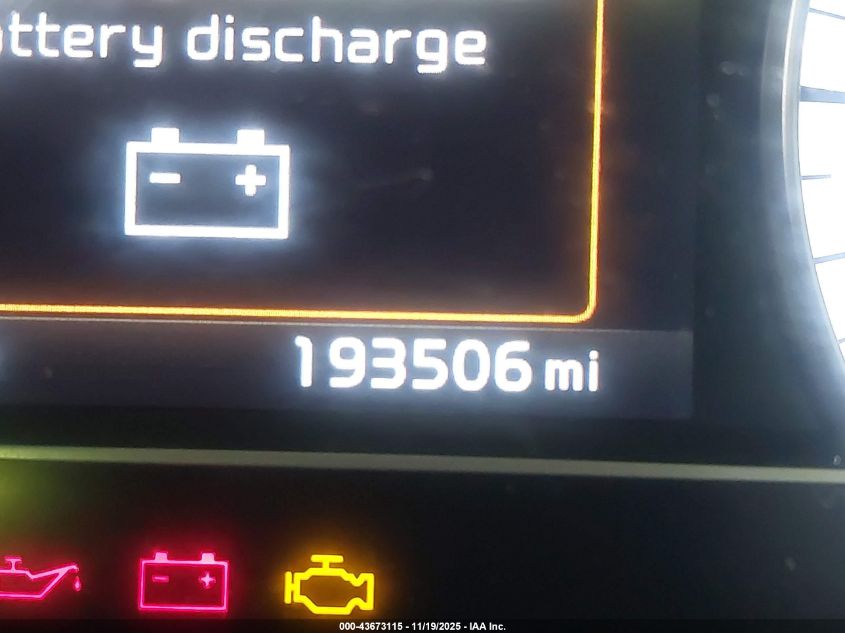 ttery discharge
193506 mi
000-43673115 - 11/19/2025 - IAA Inc.